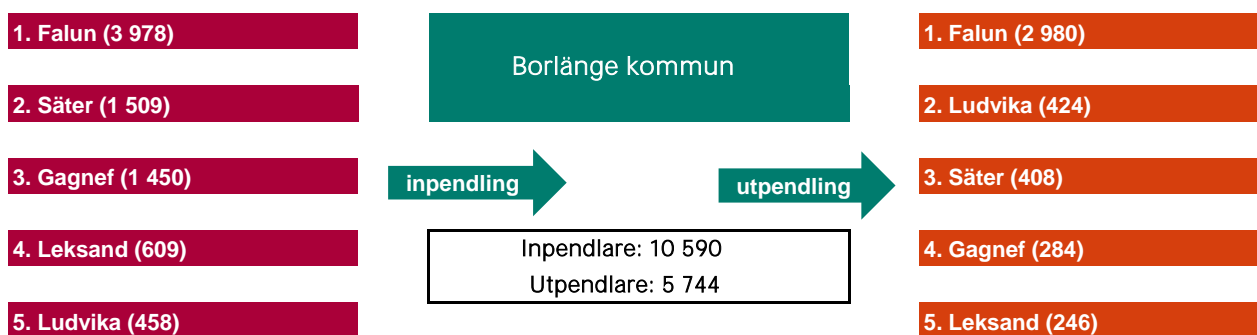 1. Falun (3 978)
2. Säter (1 509)
3. Gagnef (1 450)
4. Leksand (609)
5. Ludvika (458)
Borlänge kommun
inpendling
utpendling
Inpendlare: 10 590
Utpendlare: 5 744
1. Falun (2 980)
2. Ludvika (424)
3. Säter (408)
4. Gagnef (284)
5. Leksand (246)